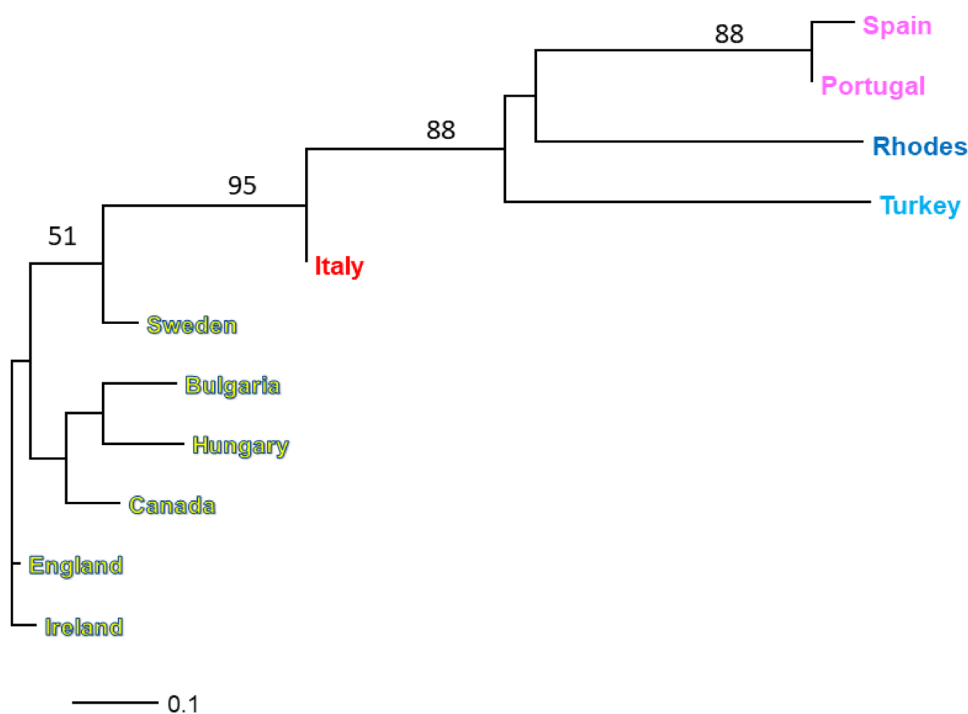 Spain
88
Portugal
88
Rhodes
95
Turkey
51
Italy
Sweden
Bulgaria
Hungary
Canada
England
Ireland
0.1